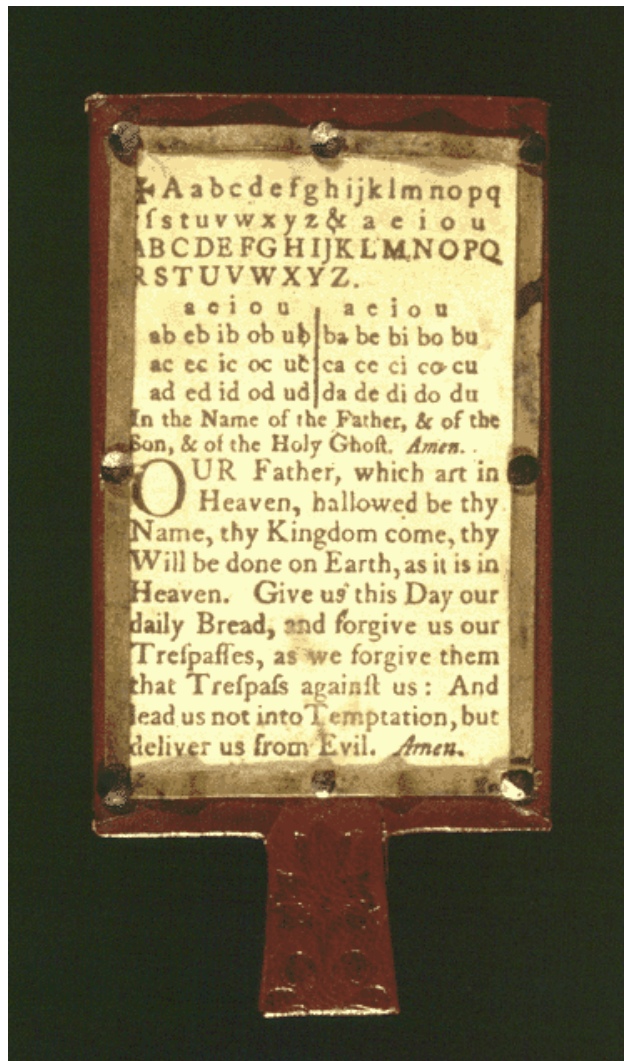 ✠ A a b c d e f g h i j k l m n o p q
r ſ s t u v w x y z & a e i o u
A B C D E F G H I J K L M N O P Q
R S T U V W X Y Z .
a e i o u | a e i o u
ab eb ib ob ub | ba be bi bo bu
ac ec ic oc uc | ca ce ci co cu
ad ed id od ud | da de di do du
In the Name of the Father, & of the
Son, & of the Holy Ghoſt. Amen.
OUR Father, which art in
Heaven, hallowed be thy
Name, thy Kingdom come, thy
Will be done on Earth, as it is in
Heaven. Give us this Day our
daily Bread, and forgive us our
Treſpaſſes, as we forgive them
that Treſpaſs againſt us : And
lead us not into Temptation, but
deliver us from Evil. Amen.